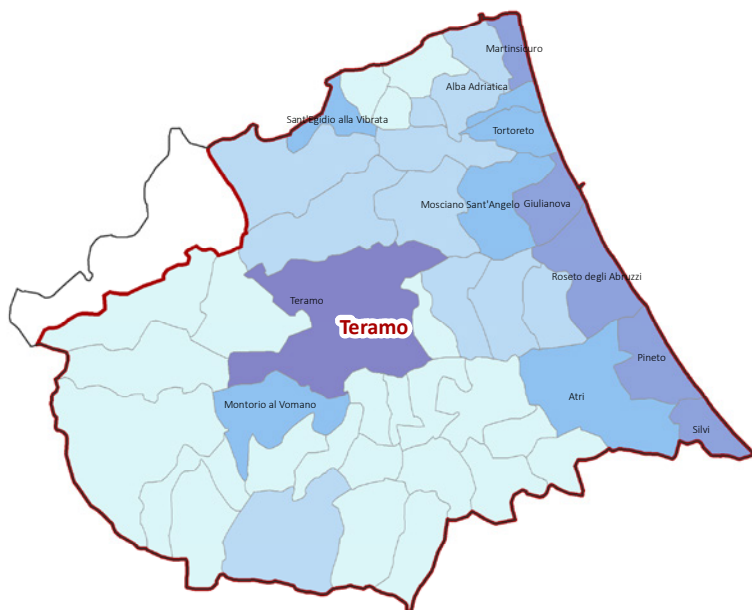 Martinsicuro
Alba Adriatica
Sant'Egidio alla Vibrata
Tortoreto
Mosciano Sant'Angelo
Giulianova
Roseto degli Abruzzi
Teramo
Teramo
Pineto
Atri
Montorio al Vomano
Silvi